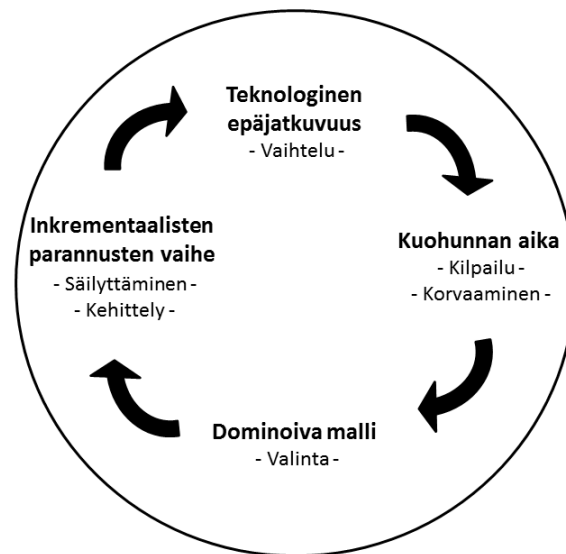 Teknologinen
epäjatkuvuus
- Vaihtelu -
Kuohunnan aika
- Kilpailu -
- Korvaaminen -
Dominoiva malli
- Valinta -
Inkrementaalisten
parannusten vaihe
- Säilyttäminen -
- Kehittely -